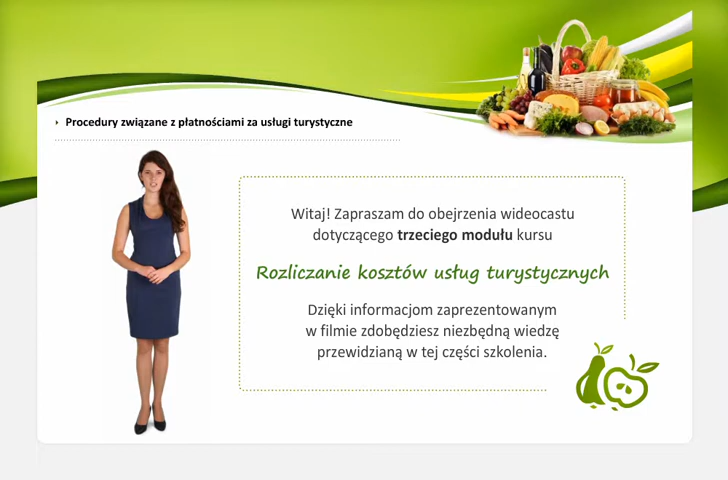 Procedury związane z płatnościami za usługi turystyczne
Witaj! Zapraszam do obejrzenia wideocastu
dotyczącego trzeciego modułu kursu
Rozliczanie kosztów usług turystycznych
Dzięki informacjom zaprezentowanym
w filmie zdobędziesz niezbędną wiedzę
przewidzianą w tej części szkolenia.